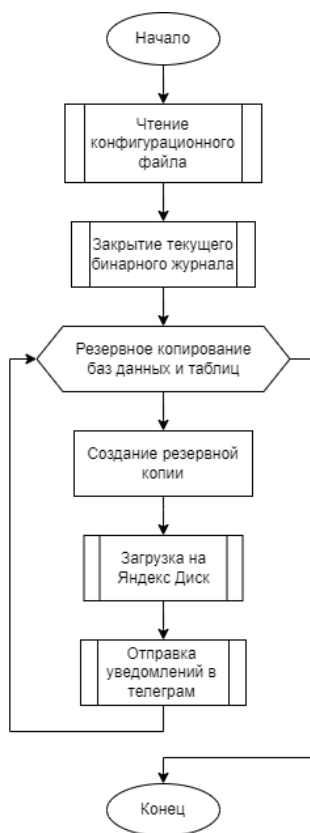 Начало
Чтение
конфигурационного
файла
Закрытие текущего
бинарного журнала
Резервное копирование
баз данных и таблиц
Создание резервной
копии
Загрузка на
Яндекс Диск
Отправка
уведомлений в
телеграм
Конец